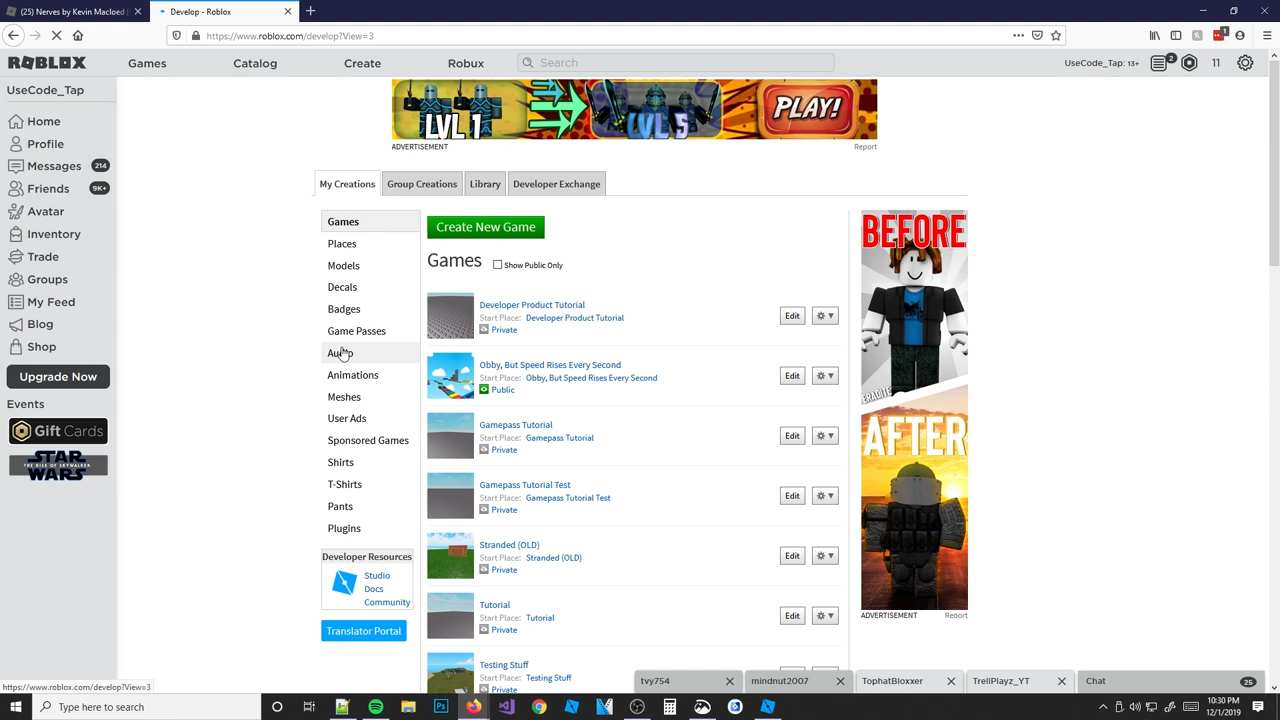 (25) Nerves by Kevin Macloed
Develop - Roblox
https://www.roblox.com/develop?View=3
1
ROBLOX
Games
Catalog
Create
Robux
Search
UseCode_Tap: 13+
2
11
UseCode_Tap
Home
Profile
Messages 214
Friends 9K+
Avatar
Inventory
Trade
Groups
My Feed
Blog
Shop
Upgrade Now
Events
Gift Cards
STAR WARS
THE RISE OF SKYWALKER
LVL 1
LVL 5
PLAY!
ADVERTISEMENT
Report
My Creations
Group Creations
Library
Developer Exchange
Games
Places
Models
Decals
Badges
Game Passes
Audio
Animations
Meshes
User Ads
Sponsored Games
Shirts
T-Shirts
Pants
Plugins
Developer Resources
Studio
Docs
Community
Translator Portal
Create New Game
Games
Show Public Only
Developer Product Tutorial
Start Place: Developer Product Tutorial
Private
Edit
Obby, But Speed Rises Every Second
Start Place: Obby, But Speed Rises Every Second
Public
Edit
Gamepass Tutorial
Start Place: Gamepass Tutorial
Private
Edit
Gamepass Tutorial Test
Start Place: Gamepass Tutorial Test
Private
Edit
Stranded (OLD)
Start Place: Stranded (OLD)
Private
Edit
Tutorial
Start Place: Tutorial
Private
Edit
Testing Stuff
Start Place: Testing Stuff
Private
BEFORE
ERADITE
AFTER
ADVERTISEMENT
Report
https://www.roblox.com/develop?View=3
tvy754
mindnut2007
TophatBloxxer
TrellPlayz_YT
Chat
25
Type here to search
10:30 PM
12/1/2019